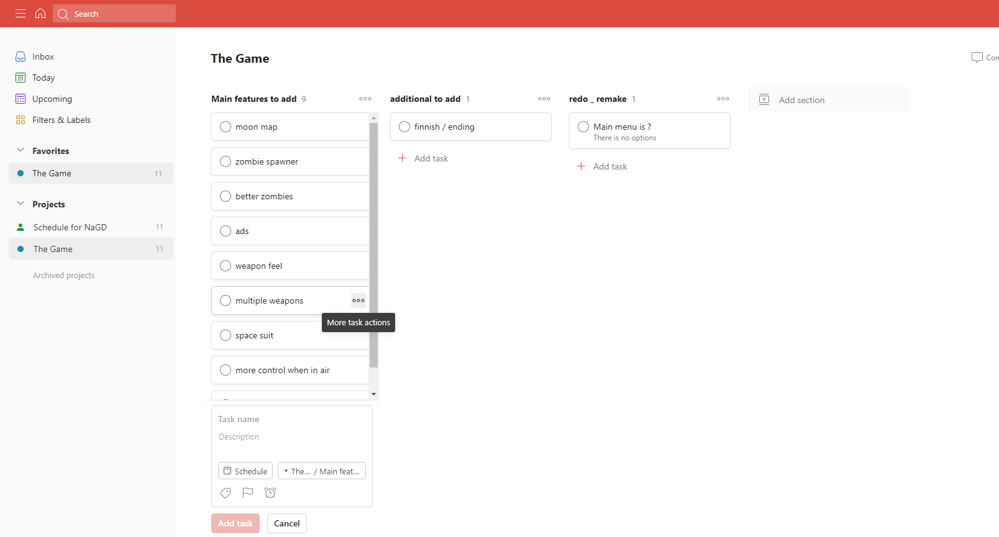 Search
Inbox
01 Today
Upcoming
Filters & Labels
Favorites
The Game 11
Projects
Schedule for NaGD 11
The Game 11
Archived projects
The Game
Com
Main features to add 9
moon map
zombie spawner
better zombies
ads
weapon feel
multiple weapons
More task actions
space suit
more control when in air
Task name
Description
Schedule
The... / Main feat...
Add task
Cancel
additional to add 1
finnish / ending
Add task
redo _ remake 1
Main menu is ?
There is no options
Add task
Add section